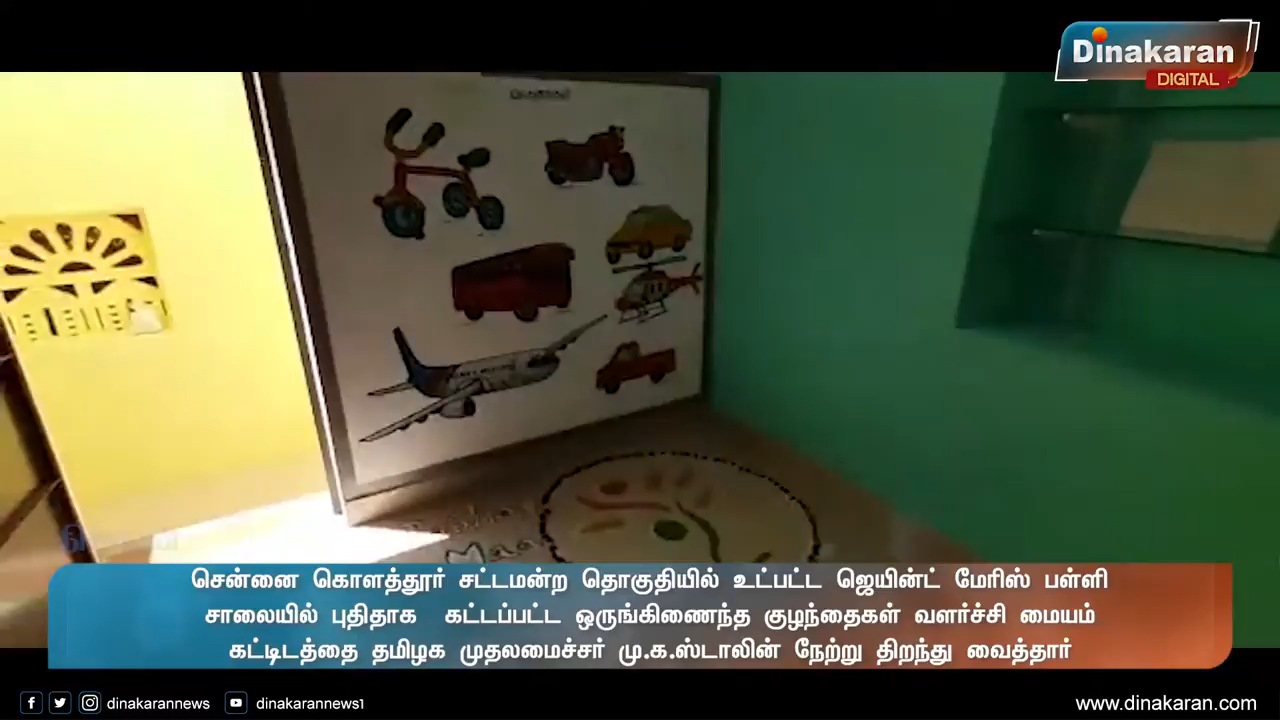 Dinakaran
DIGITAL
சென்னை கொளத்தூர் சட்டமன்ற தொகுதியில் உட்பட்ட ஜெயின்ட் மேரிஸ் பள்ளி
சாலையில் புதிதாக கட்டப்பட்ட ஒருங்கிணைந்த குழந்தைகள் வளர்ச்சி மையம்
கட்டிடத்தை தமிழக முதலமைச்சர் மு.க.ஸ்டாலின் நேற்று திறந்து வைத்தார்
dinakarannews
dinakarannews1
www.dinakaran.com